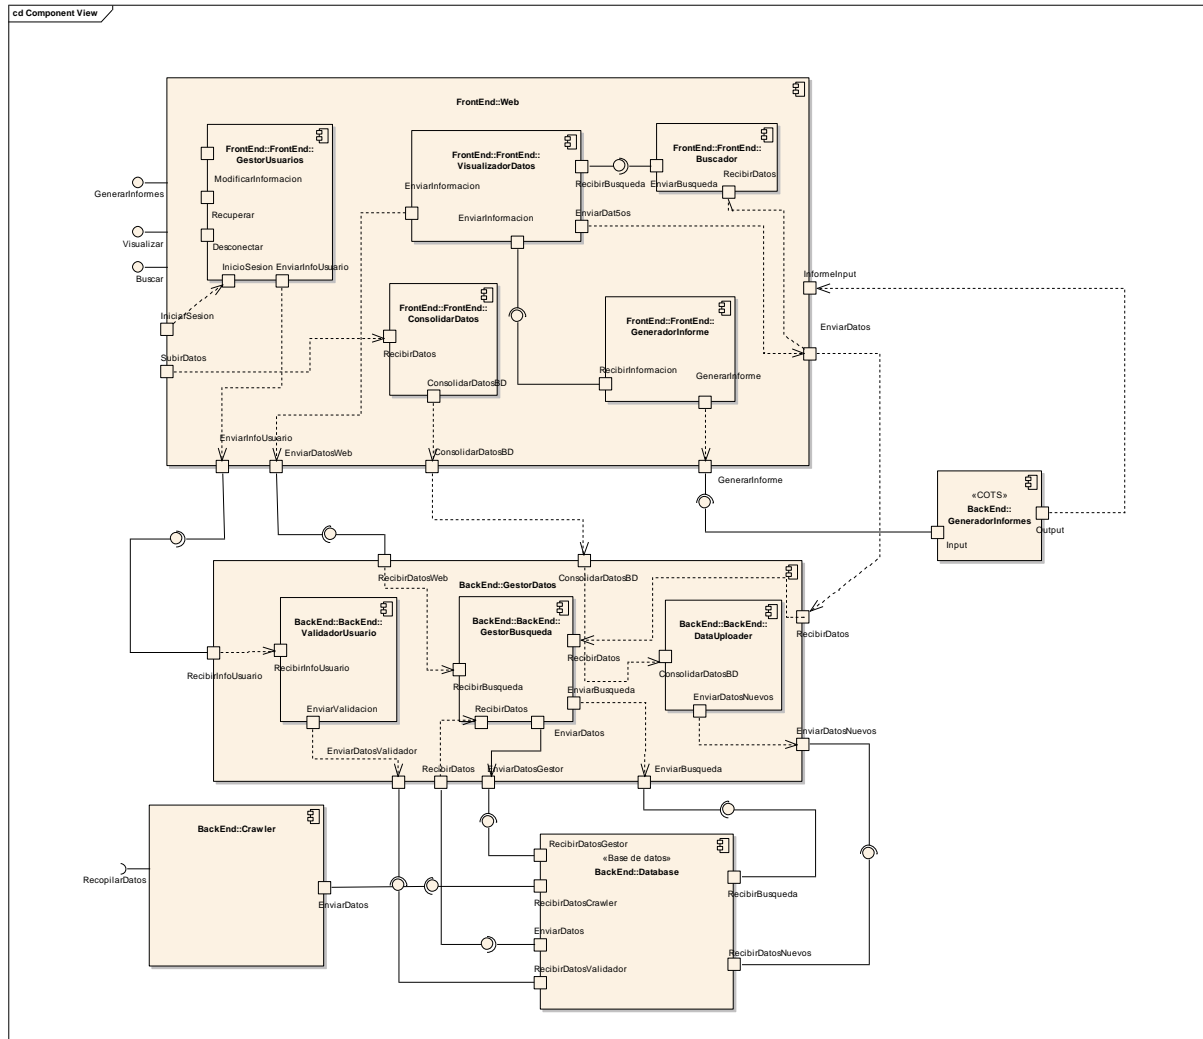 cd Component View
FrontEnd::Web
FrontEnd::FrontEnd::
GestorUsuarios
ModificarInformacion
Recuperar
Desconectar
InicioSesion
EnviarInfoUsuario
GenerarInformes
Visualizar
Buscar
IniciarSesion
SubirDatos
FrontEnd::FrontEnd::
VisualizadorDatos
EnviarInformacion
EnviarInformacion
RecibirBusqueda
EnviarDat5os
FrontEnd::FrontEnd::
Buscador
EnviarBusqueda
RecibirDatos
FrontEnd::FrontEnd::
ConsolidarDatos
RecibirDatos
ConsolidarDatosBD
FrontEnd::FrontEnd::
GeneradorInforme
RecibirInformacion
GenerarInforme
InformeInput
EnviarDatos
EnviarInfoUsuario
EnviarDatosWeb
ConsolidarDatosBD
GenerarInforme
«COTS»
BackEnd::
GeneradorInformes
Input
Output
BackEnd::GestorDatos
RecibirDatosWeb
ConsolidarDatosBD
RecibirDatos
RecibirInfoUsuario
BackEnd::BackEnd::
ValidadorUsuario
RecibirInfoUsuario
EnviarValidacion
BackEnd::BackEnd::
GestorBusqueda
RecibirDatos
RecibirBusqueda
EnviarBusqueda
RecibirDatos
EnviarDatos
BackEnd::BackEnd::
DataUploader
ConsolidarDatosBD
EnviarDatosNuevos
EnviarDatosNuevos
EnviarDatosValidador
RecibirDatos
EnviarDatosGestor
EnviarBusqueda
BackEnd::Crawler
RecopilarDatos
EnviarDatos
«Base de datos»
BackEnd::Database
RecibirDatosGestor
RecibirDatosCrawler
EnviarDatos
RecibirDatosValidador
RecibirBusqueda
RecibirDatosNuevos